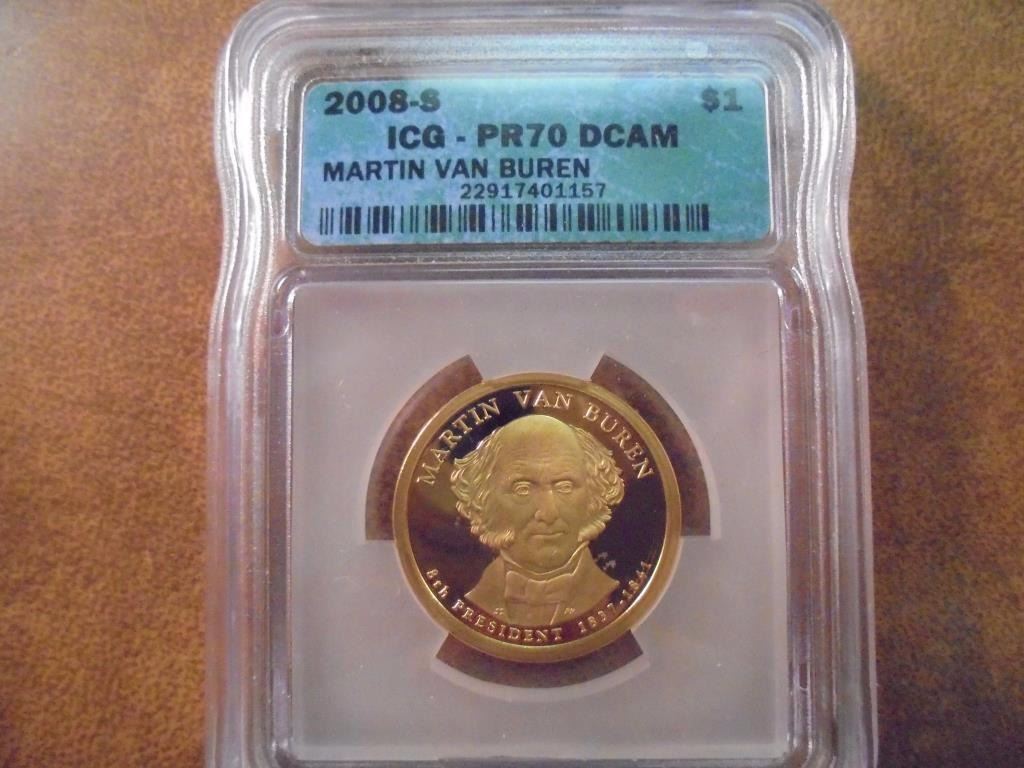 2008-S $1
ICG - PR70 DCAM
MARTIN VAN BUREN
22917401157
MARTIN VAN BUREN
8th PRESIDENT 1837-1841